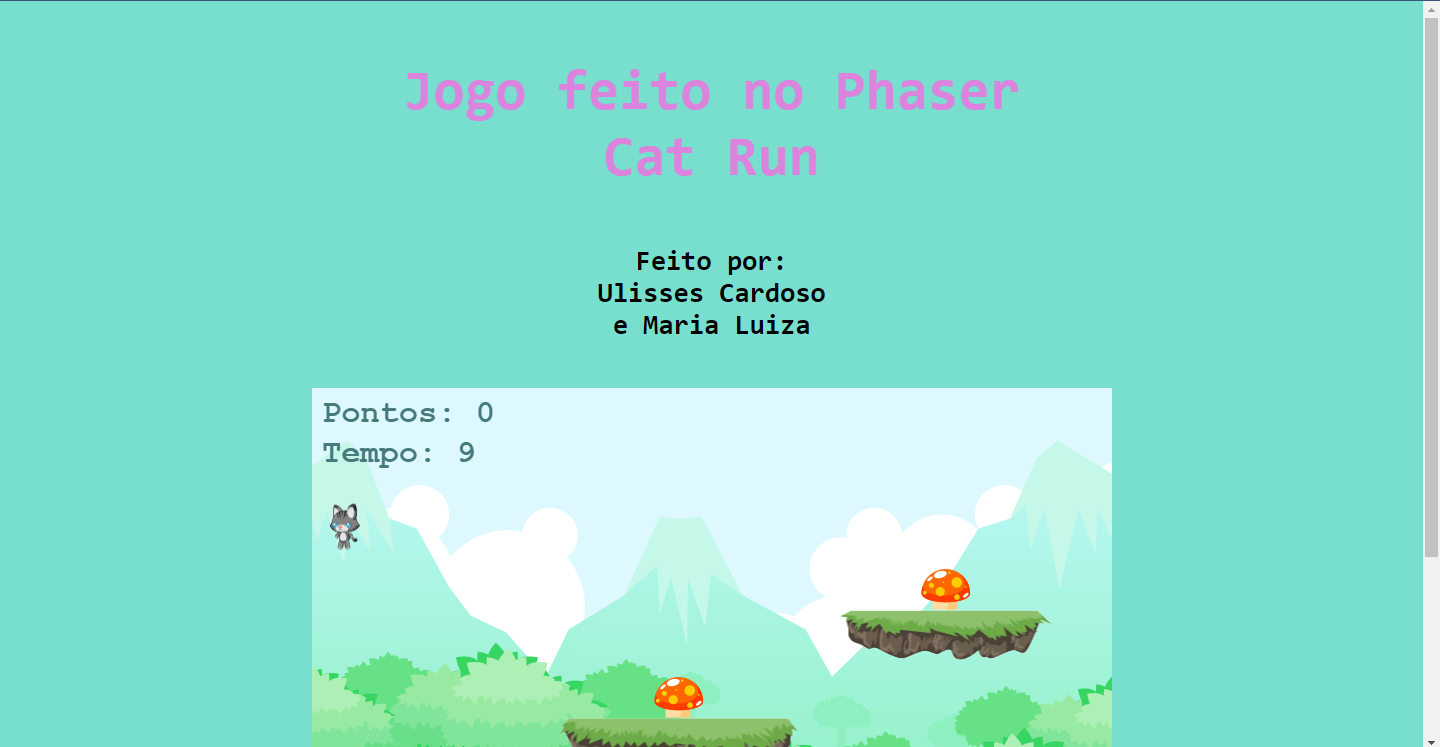 Jogo feito no Phaser
Cat Run
Feito por:
Ulisses Cardoso
e Maria Luiza
Pontos: 0
Tempo: 9